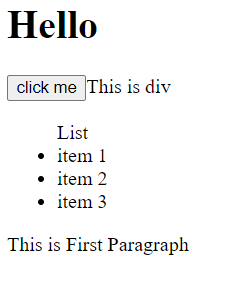 Hello
click me This is div
List
item 1
item 2
item 3
This is First Paragraph